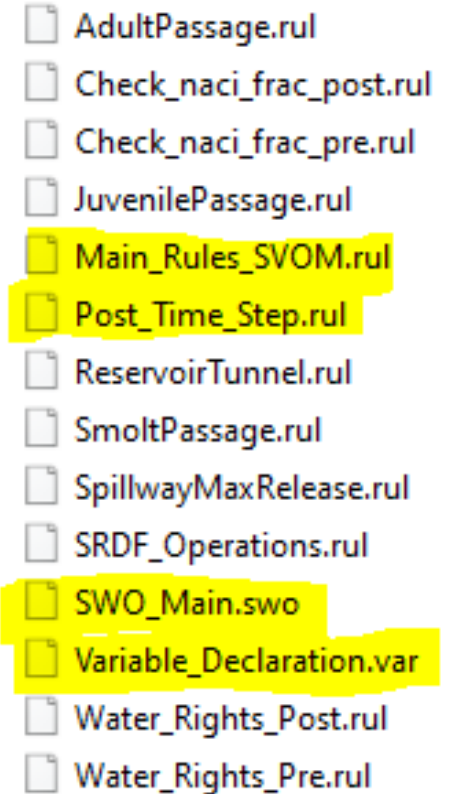 AdultPassage.rul
Check_naci_frac_post.rul
Check_naci_frac_pre.rul
JuvenilePassage.rul
Main_Rules_SVOM.rul
Post_Time_Step.rul
ReservoirTunnel.rul
SmoltPassage.rul
SpillwayMaxRelease.rul
SRDF_Operations.rul
SWO_Main.swo
Variable_Declaration.var
Water_Rights_Post.rul
Water_Rights_Pre.rul